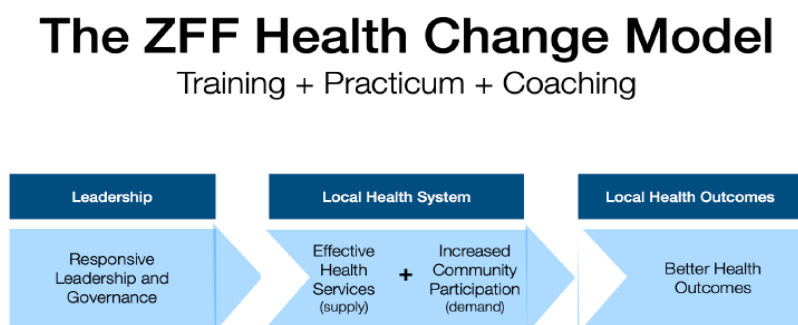 The ZFF Health Change Model
Training + Practicum + Coaching
Leadership
Responsive
Leadership and
Governance
Local Health System
Effective
Health
Services
(supply)
+
Increased
Community
Participation
(demand)
Local Health Outcomes
Better Health
Outcomes